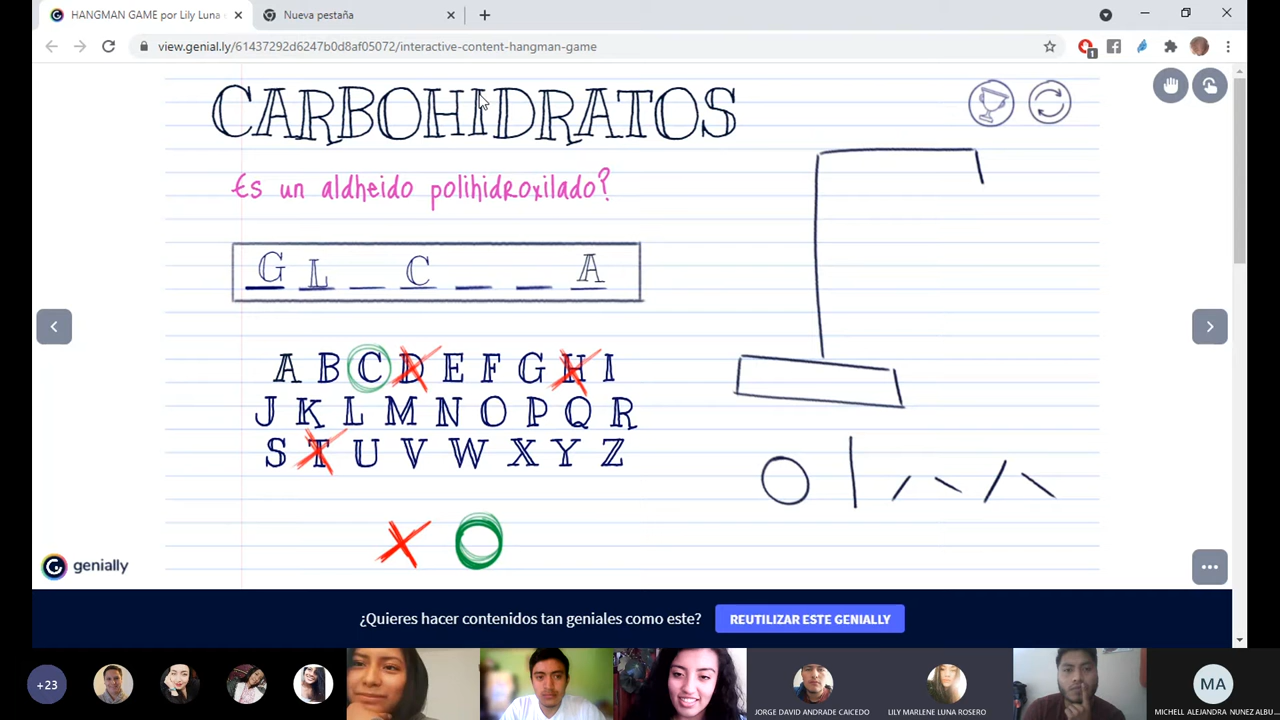 HANGMAN GAME por Lily Luna
Nueva pestaña
view.genial.ly/61437292d6247b0d8af05072/interactive-content-hangman-game
1
CARBOHIDRATOS
Es un aldheido polihidroxilado?
G L _ C _ _ A
A B C D E F G H I
J K L M N O P Q R
S T U V W X Y Z
genially
¿Quieres hacer contenidos tan geniales como este?
REUTILIZAR ESTE GENIALLY
+23
JORGE DAVID ANDRADE CAICEDO
LILY MARLENE LUNA ROSERO
MA
MICHELL ALEJANDRA NUNEZ ALBU